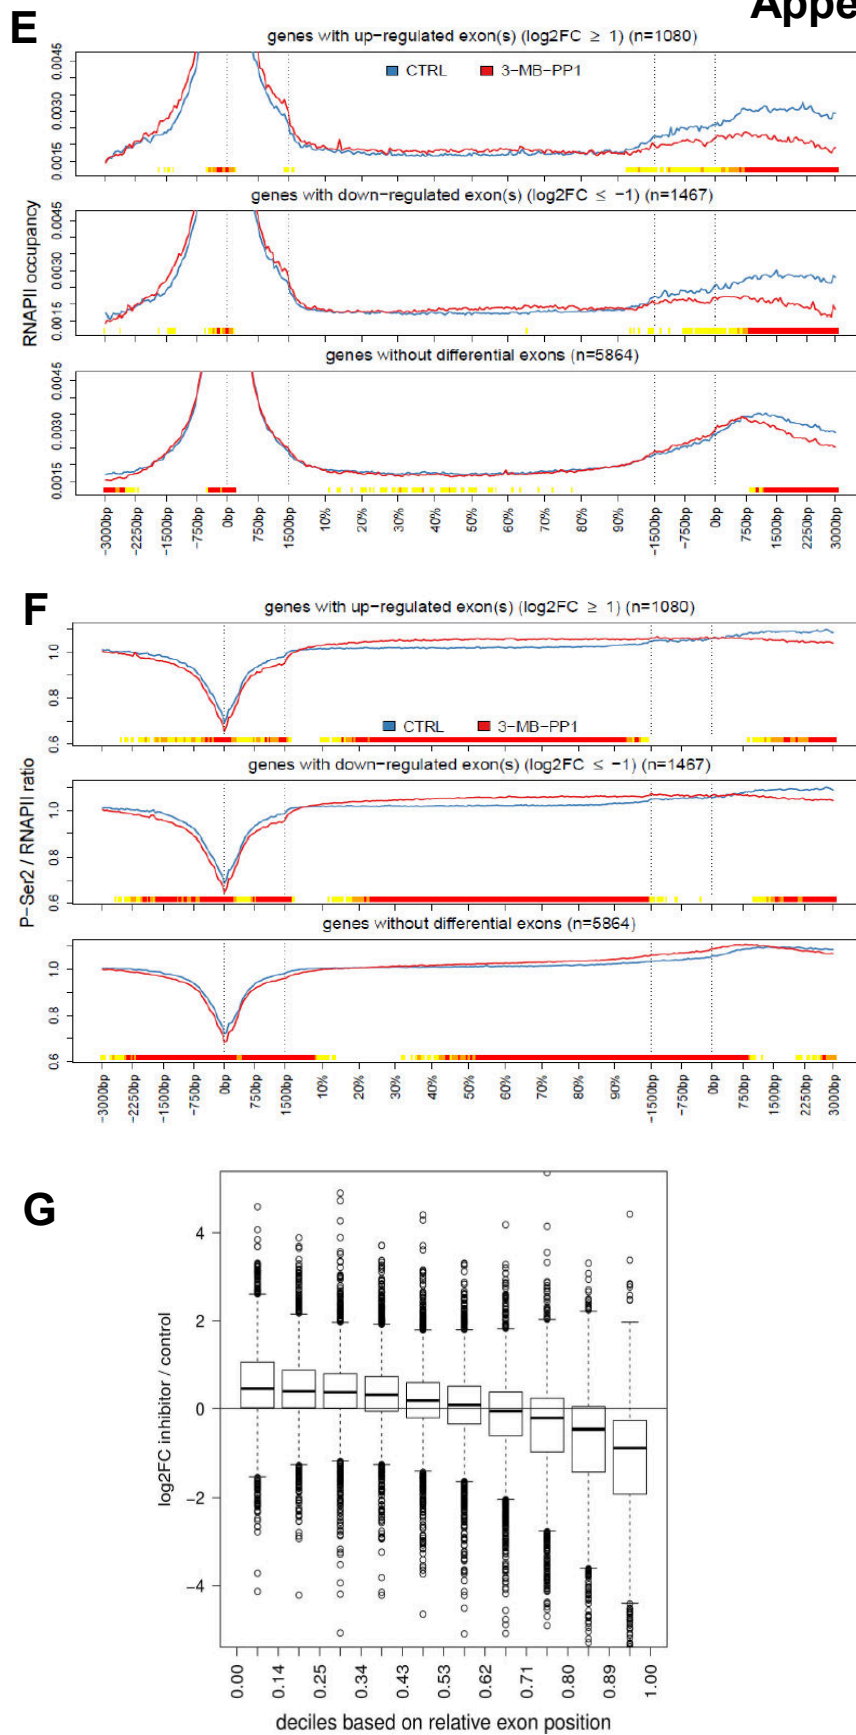 Appe
E
genes with up-regulated exon(s) (log2FC ≥ 1) (n=1080)
CTRL 3-MB-PP1
0.0045
0.0030
0.0015
genes with down-regulated exon(s) (log2FC ≤ -1) (n=1467)
0.0045
0.0030
0.0015
RNAPII occupancy
genes without differential exons (n=5864)
0.0045
0.0030
0.0015
-3000bp -2250bp -1500bp -750bp 0bp 750bp 1500bp 10% 20% 30% 40% 50% 60% 70% 80% 90% -1500bp -750bp 0bp 750bp 1500bp 2250bp 3000bp
F
genes with up-regulated exon(s) (log2FC ≥ 1) (n=1080)
1.0
0.8
0.6
CTRL 3-MB-PP1
genes with down-regulated exon(s) (log2FC ≤ -1) (n=1467)
1.0
0.8
0.6
P-Ser2 / RNAPII ratio
genes without differential exons (n=5864)
1.0
0.8
0.6
-3000bp -2250bp -1500bp -750bp 0bp 750bp 1500bp 10% 20% 30% 40% 50% 60% 70% 80% 90% -1500bp -750bp 0bp 750bp 1500bp 2250bp 3000bp
G
4
2
0
-2
-4
log2FC inhibitor / control
0.00 0.14 0.25 0.34 0.43 0.53 0.62 0.71 0.80 0.89 1.00
deciles based on relative exon position